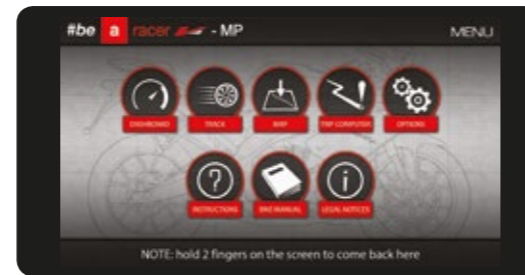 #be a racer - MP
MENU
DASHBOARD TRACK MAP TRIP COMPUTER OPTIONS
INSTRUCTIONS BIKE MANUAL LEGAL NOTICES
NOTE: hold 2 fingers on the screen to come back here